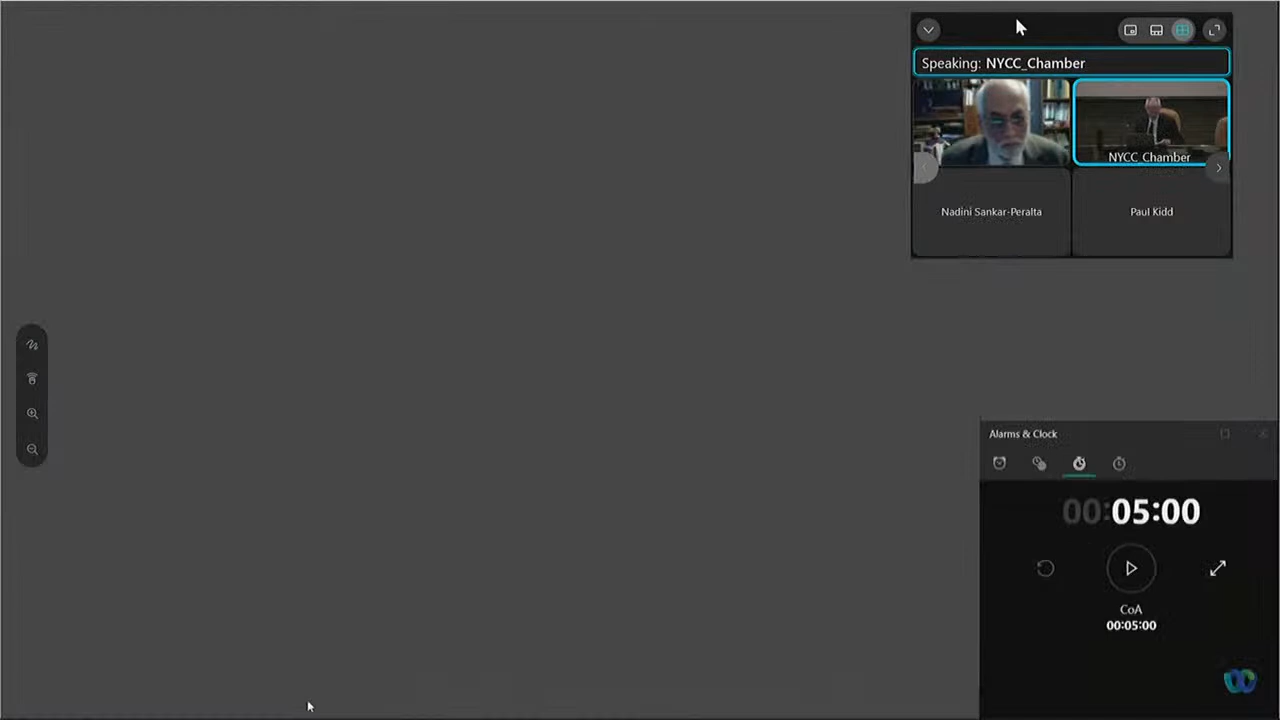 Speaking: NYCC_Chamber
NYCC_Chamber
Nadini Sankar-Peralta
Paul Kidd
Alarms & Clock
00:05:00
CoA
00:05:00